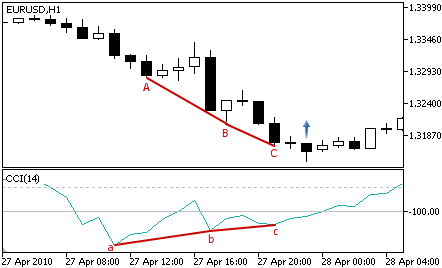 EURUSD,H1
1.33990
1.33460
1.32930
1.32400
1.31870
A
B
C
CCI(14)
-100.00
a
b
c
27 Apr 2010
27 Apr 08:00
27 Apr 12:00
27 Apr 16:00
27 Apr 20:00
28 Apr 00:00
28 Apr 04:00